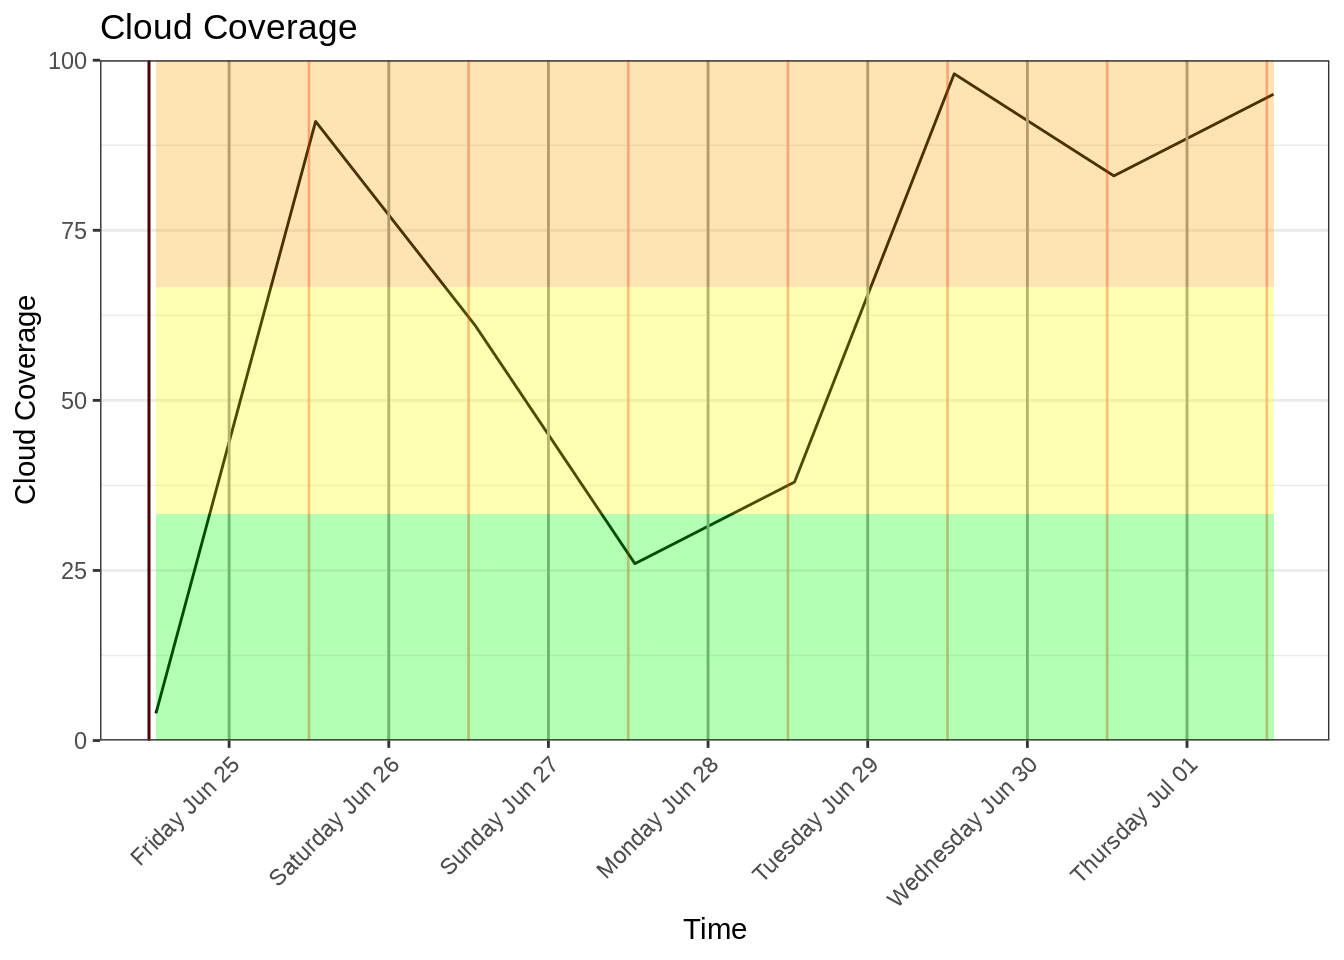 Cloud Coverage
100
75
50
25
0
Cloud Coverage
Friday Jun 25
Saturday Jun 26
Sunday Jun 27
Monday Jun 28
Tuesday Jun 29
Wednesday Jun 30
Thursday Jul 01
Time